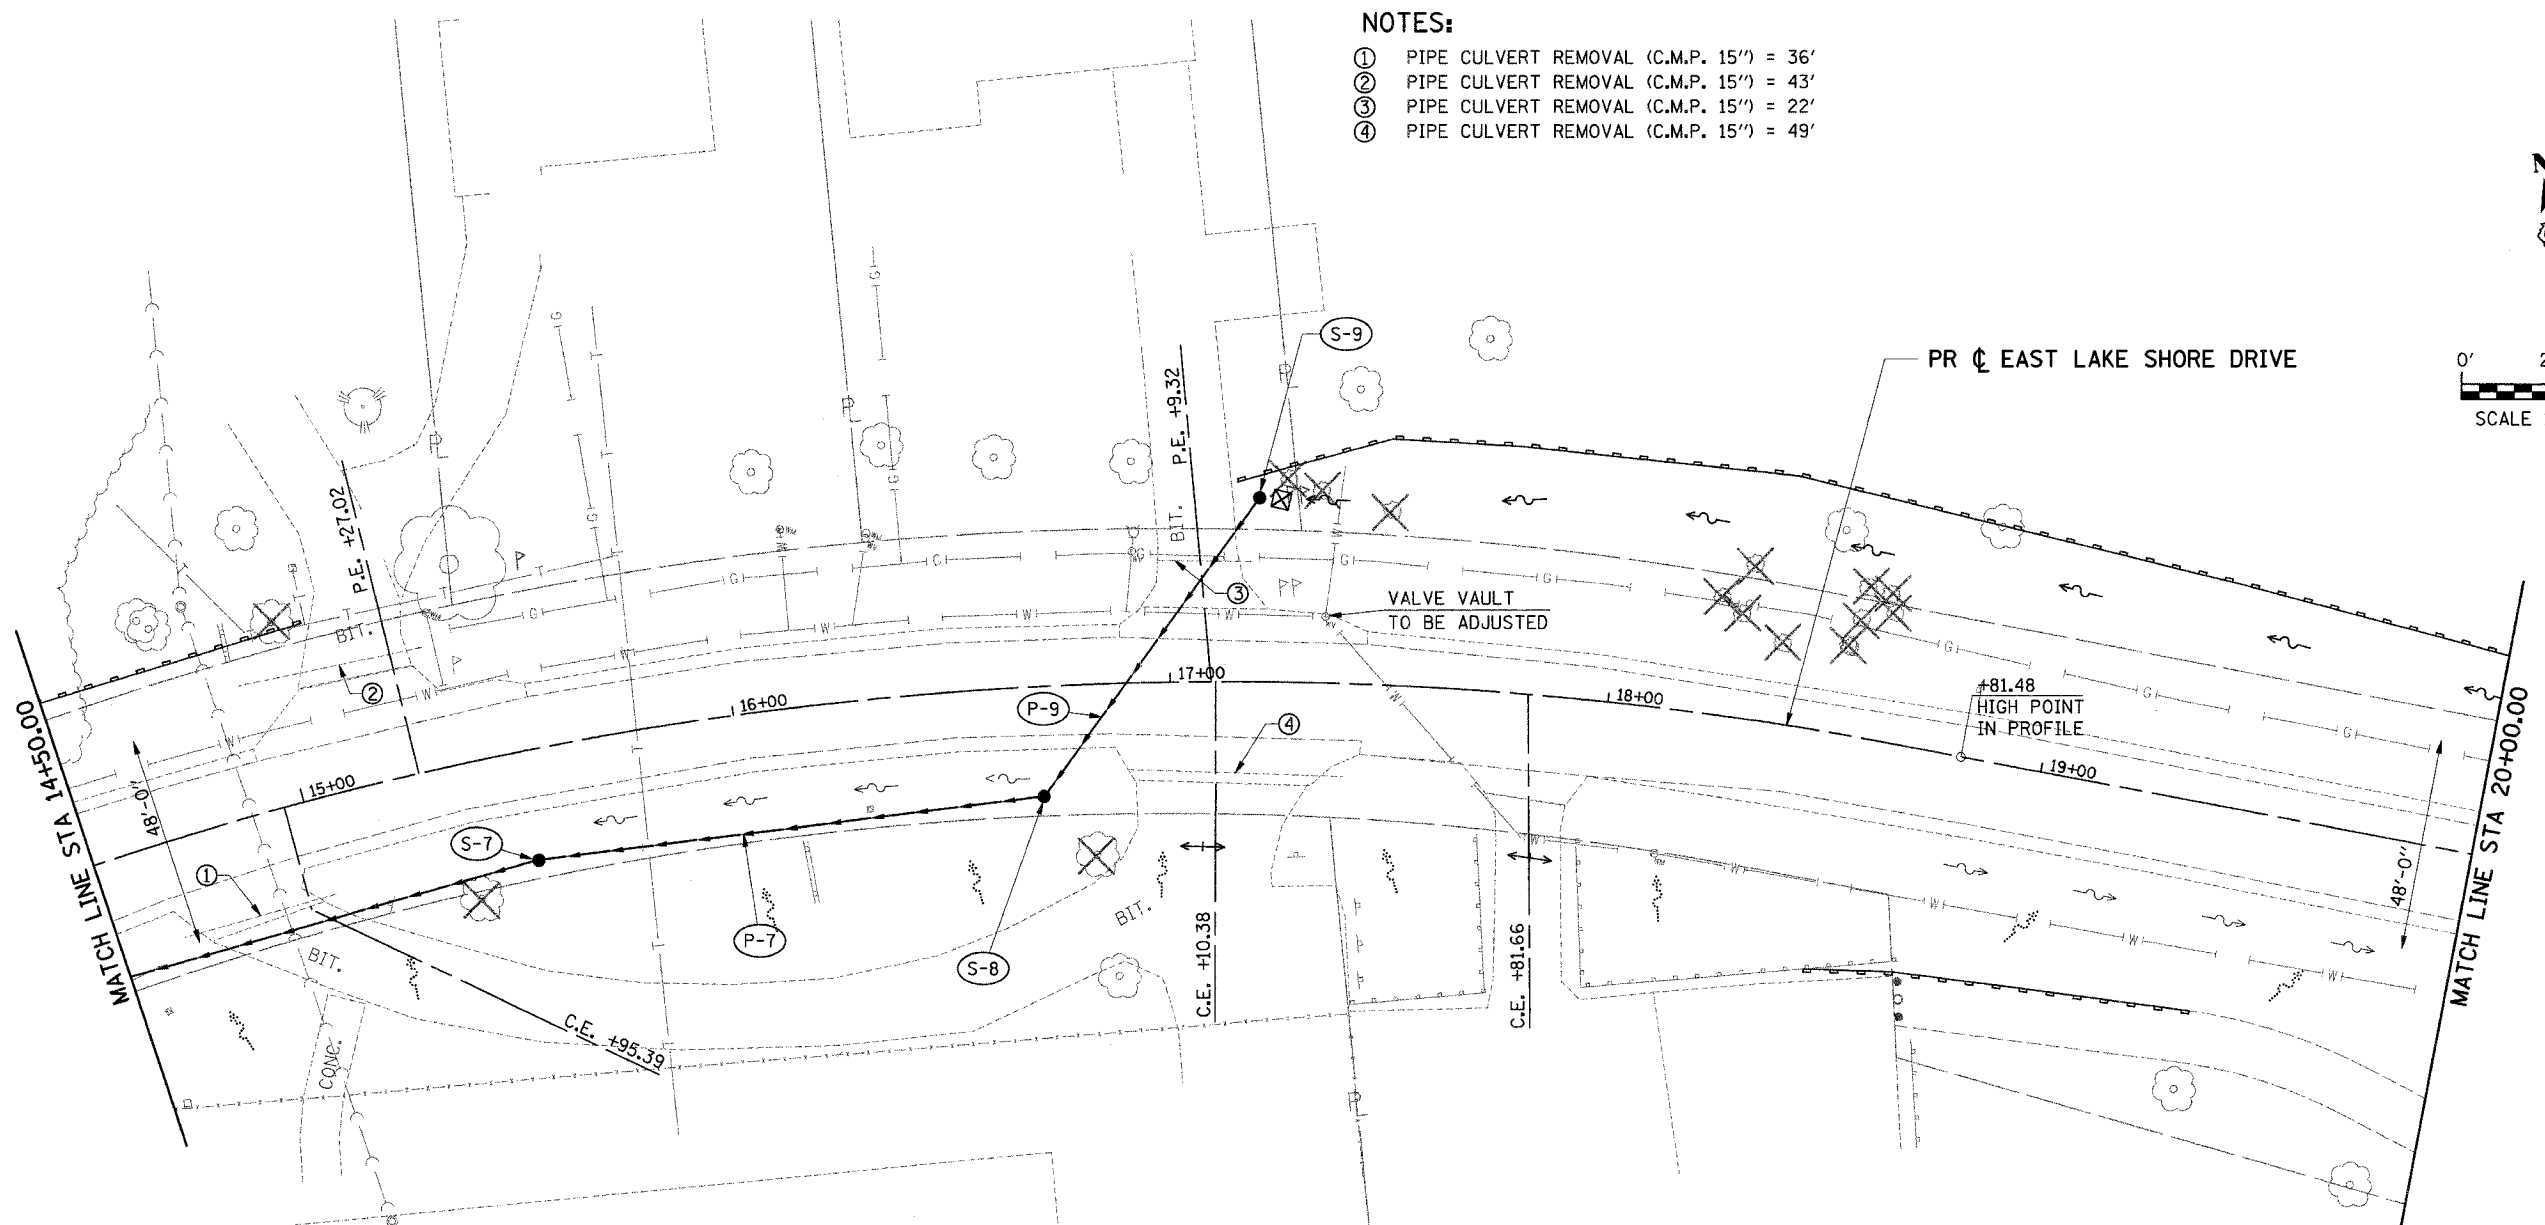 NOTES:
① PIPE CULVERT REMOVAL (C.M.P. 15") = 36'
② PIPE CULVERT REMOVAL (C.M.P. 15") = 43'
③ PIPE CULVERT REMOVAL (C.M.P. 15") = 22'
④ PIPE CULVERT REMOVAL (C.M.P. 15") = 49'
N
S-9
PR ℄ EAST LAKE SHORE DRIVE
0'
SCALE
P.E. +9.32
BIT.
P.E. +27.02
BIT.
③
VALVE VAULT
TO BE ADJUSTED
②
16+00
17+00
18+00
P-9
④
+81.48
HIGH POINT
IN PROFILE
15+00
19+00
MATCH LINE STA 14+50.00
48'-0"
①
S-7
P-7
S-8
BIT.
BIT.
CONC.
C.E. +95.39
C.E. +10.38
C.E. +81.66
48'-0"
MATCH LINE STA 20+00.00